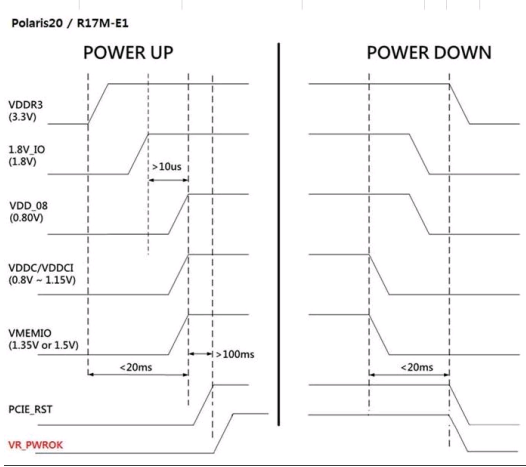 Polaris20 / R17M-E1
POWER UP
POWER DOWN
VDDR3
(3.3V)
1.8V_IO
(1.8V)
>10us
VDD_08
(0.80V)
VDDC/VDDCI
(0.8V ~ 1.15V)
VMEMIO
(1.35V or 1.5V)
>100ms
<20ms
<20ms
PCIE_RST
VR_PWROK